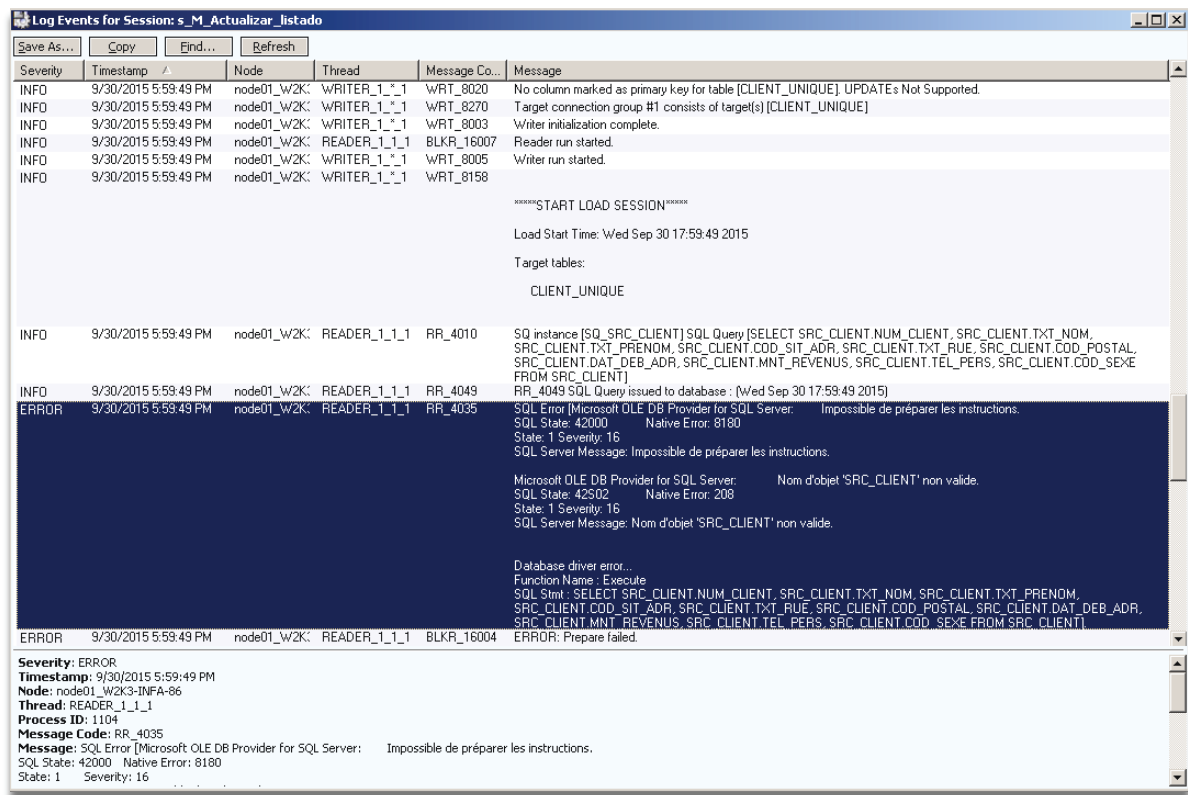 Log Events for Session: s_M_Actualizar_listado
Save As... Copy Find... Refresh
Severity Timestamp Node Thread Message Co... Message
INFO 9/30/2015 5:59:49 PM node01_W2K: WRITER_1_*_1 WRT_8020 No column marked as primary key for table [CLIENT_UNIQUE]. UPDATEs Not Supported.
INFO 9/30/2015 5:59:49 PM node01_W2K: WRITER_1_*_1 WRT_8270 Target connection group #1 consists of target(s) [CLIENT_UNIQUE]
INFO 9/30/2015 5:59:49 PM node01_W2K: WRITER_1_*_1 WRT_8003 Writer initialization complete.
INFO 9/30/2015 5:59:49 PM node01_W2K: READER_1_1_1 BLKR_16007 Reader run started.
INFO 9/30/2015 5:59:49 PM node01_W2K: WRITER_1_*_1 WRT_8005 Writer run started.
INFO 9/30/2015 5:59:49 PM node01_W2K: WRITER_1_*_1 WRT_8158
*****START LOAD SESSION*****
Load Start Time: Wed Sep 30 17:59:49 2015
Target tables:
CLIENT_UNIQUE
INFO 9/30/2015 5:59:49 PM node01_W2K: READER_1_1_1 RR_4010 SQ instance [SQ_SRC_CLIENT] SQL Query [SELECT SRC_CLIENT.NUM_CLIENT, SRC_CLIENT.TXT_NOM,
SRC_CLIENT.TXT_PRENOM, SRC_CLIENT.COD_SIT_ADR, SRC_CLIENT.TXT_RUE, SRC_CLIENT.COD_POSTAL,
SRC_CLIENT.DAT_DEB_ADR, SRC_CLIENT.MNT_REVENUS, SRC_CLIENT.TEL_PERS, SRC_CLIENT.COD_SEXE
FROM SRC_CLIENT]
INFO 9/30/2015 5:59:49 PM node01_W2K: READER_1_1_1 RR_4049 RR_4049 SQL Query issued to database : (Wed Sep 30 17:59:49 2015)
ERROR 9/30/2015 5:59:49 PM node01_W2K: READER_1_1_1 RR_4035 SQL Error [Microsoft OLE DB Provider for SQL Server: Impossible de préparer les instructions.
SQL State: 42000 Native Error: 8180
State: 1 Severity: 16
SQL Server Message: Impossible de préparer les instructions.
Microsoft OLE DB Provider for SQL Server: Nom d'objet 'SRC_CLIENT' non valide.
SQL State: 42S02 Native Error: 208
State: 1 Severity: 16
SQL Server Message: Nom d'objet 'SRC_CLIENT' non valide.
Database driver error...
Function Name : Execute
SQL Stmt : SELECT SRC_CLIENT.NUM_CLIENT, SRC_CLIENT.TXT_NOM, SRC_CLIENT.TXT_PRENOM,
SRC_CLIENT.COD_SIT_ADR, SRC_CLIENT.TXT_RUE, SRC_CLIENT.COD_POSTAL, SRC_CLIENT.DAT_DEB_ADR,
SRC_CLIENT.MNT_REVENUS, SRC_CLIENT.TEL_PERS, SRC_CLIENT.COD_SEXE FROM SRC_CLIENT].
ERROR 9/30/2015 5:59:49 PM node01_W2K: READER_1_1_1 BLKR_16004 ERROR: Prepare failed.
Severity: ERROR
Timestamp: 9/30/2015 5:59:49 PM
Node: node01_W2K3-INFA-86
Thread: READER_1_1_1
Process ID: 1104
Message Code: RR_4035
Message: SQL Error [Microsoft OLE DB Provider for SQL Server: Impossible de préparer les instructions.
SQL State: 42000 Native Error: 8180
State: 1 Severity: 16